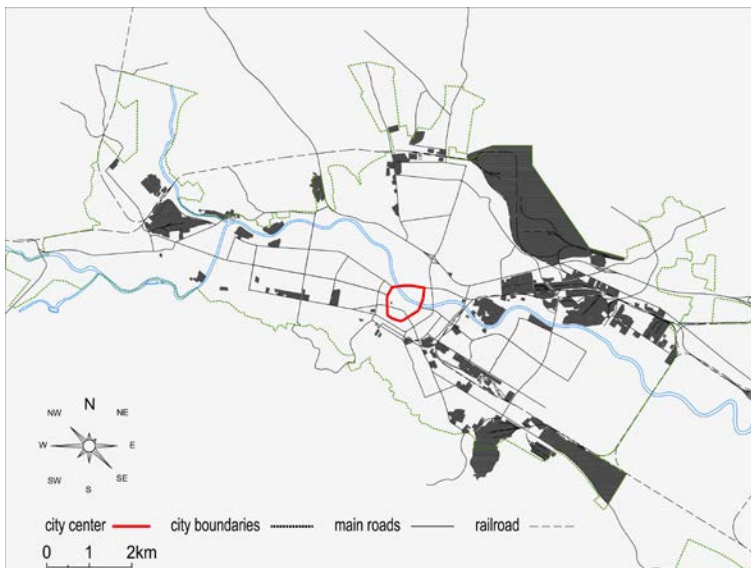 N
NW NE
W E
SW SE
S
city center city boundaries main roads railroad
0 1 2km